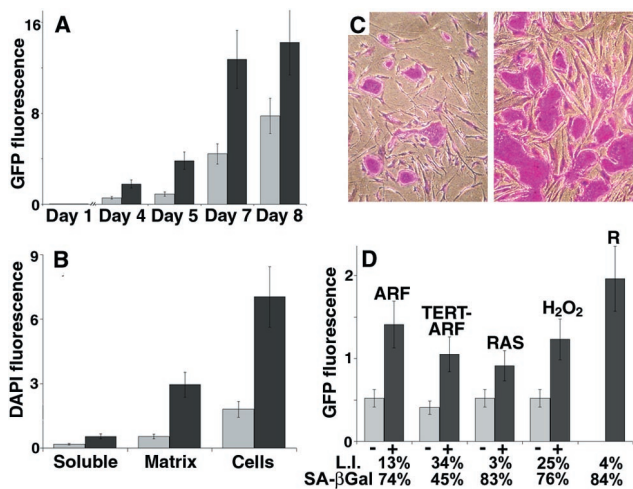 A
GFP fluorescence
16
8
0
Day 1 Day 4 Day 5 Day 7 Day 8
B
DAPI fluorescence
9
6
3
0
Soluble Matrix Cells
C
D
GFP fluorescence
2
1
0
ARF
TERT-
ARF
RAS
H₂O₂
R
- + - + - + - +
L.I. 13% 34% 3% 25% 4%
SA-βGal 74% 45% 83% 76% 84%